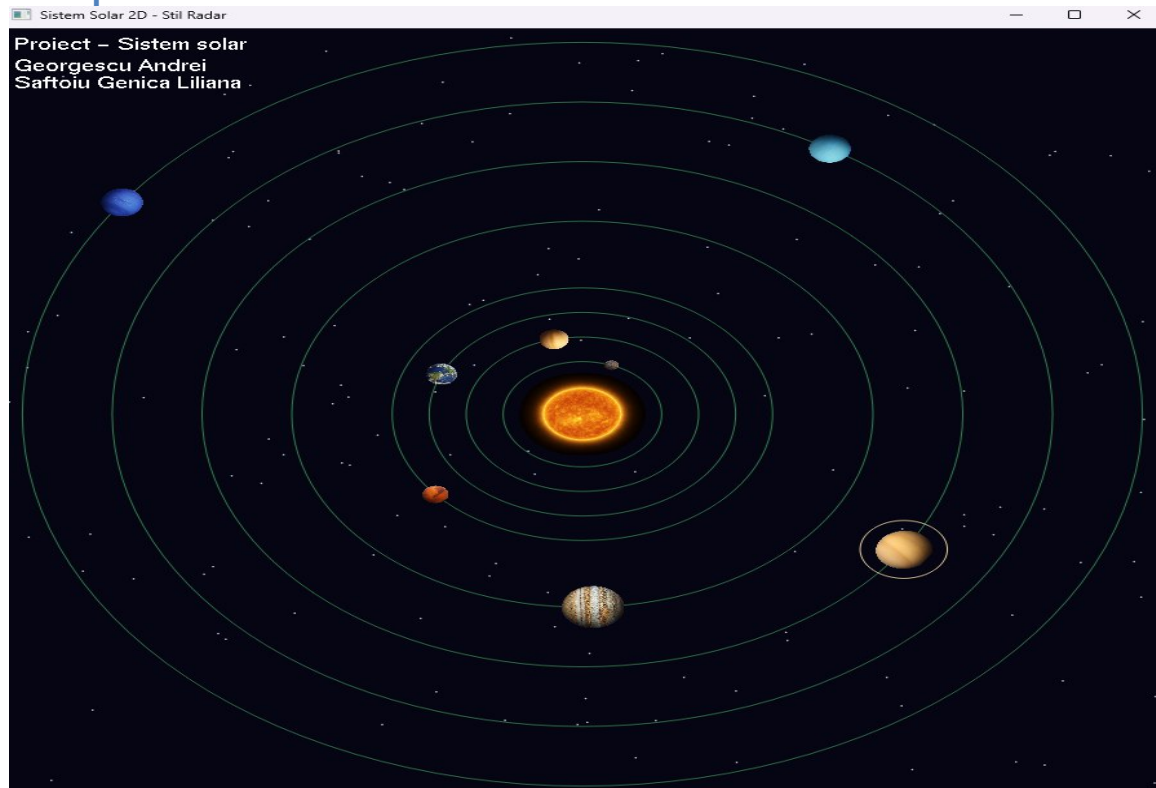 Sistem Solar 2D - Stil Radar
Proiect - Sistem solar
Georgescu Andrei
Saftoiu Genica Liliana